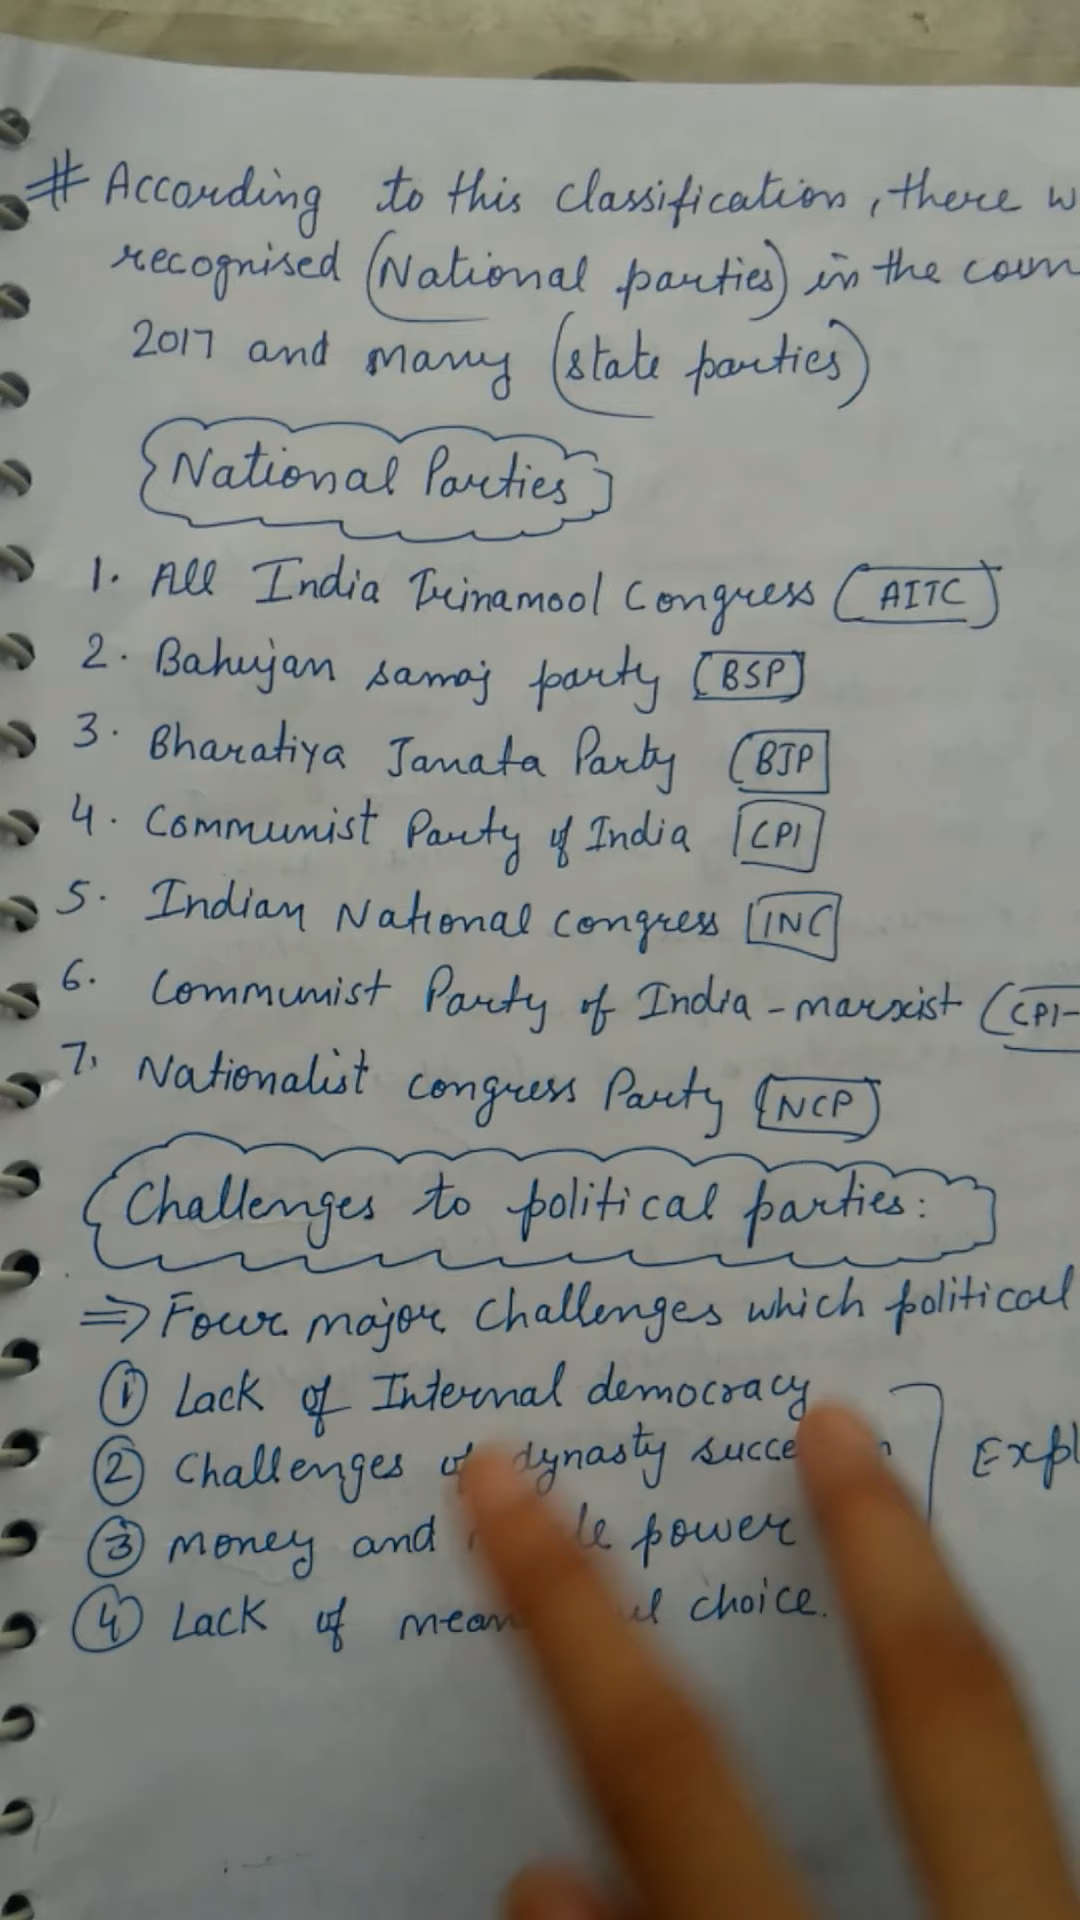 # According to this classification, there
recognised (National parties) in the
2017 and many (state parties)
National Parties
1. All India Trinamool Congress (AITC)
2. Bahujan samaj party (BSP)
3. Bharatiya Janata Party (BJP)
4. Communist Party of India [CPI]
5. Indian National congress [INC]
6. Communist Party of India - marxist (CPI-
7. Nationalist congress Party (NCP)
Challenges to political parties:
⇒ Four major challenges which political
① Lack of Internal democracy
② Challenges of dynasty
③ money and power
④ Lack of choice.